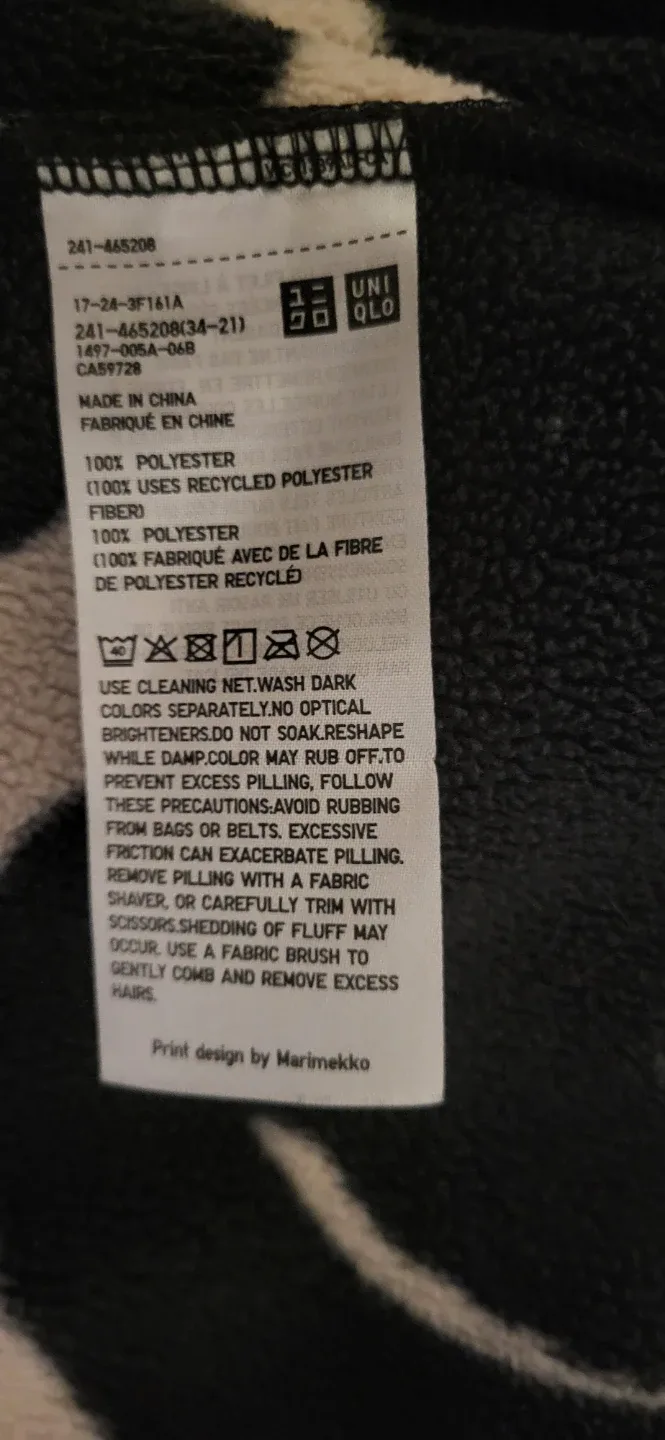 241-465208
17-24-3F161A
241-465208(34-21)
1497-005A-06B
CA59728
ユニ
クロ
UNI
QLO
MADE IN CHINA
FABRIQUÉ EN CHINE
100% POLYESTER
(100% USES RECYCLED POLYESTER
FIBER)
100% POLYESTER
(100% FABRIQUÉ AVEC DE LA FIBRE
DE POLYESTER RECYCLÉ)
40
USE CLEANING NET.WASH DARK
COLORS SEPARATELY.NO OPTICAL
BRIGHTENERS.DO NOT SOAK.RESHAPE
WHILE DAMP.COLOR MAY RUB OFF.TO
PREVENT EXCESS PILLING, FOLLOW
THESE PRECAUTIONS:AVOID RUBBING
FROM BAGS OR BELTS. EXCESSIVE
FRICTION CAN EXACERBATE PILLING.
REMOVE PILLING WITH A FABRIC
SHAVER, OR CAREFULLY TRIM WITH
SCISSORS.SHEDDING OF FLUFF MAY
OCCUR. USE A FABRIC BRUSH TO
GENTLY COMB AND REMOVE EXCESS
HAIRS.
Print design by Marimekko